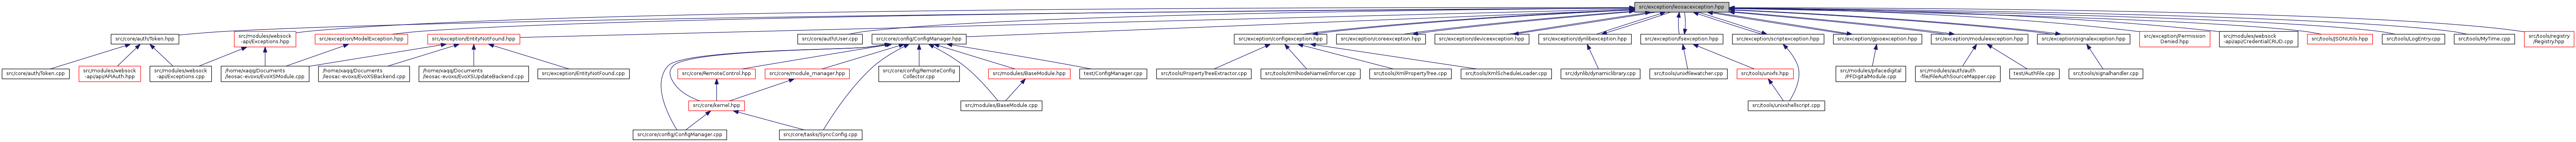 src/exception/leosacexception.hpp
src/core/auth/Token.hpp
src/modules/websock
-api/Exceptions.hpp
src/exception/ModelException.hpp
src/exception/EntityNotFound.hpp
src/core/auth/User.cpp
src/core/config/ConfigManager.hpp
src/exception/configexception.hpp
src/exception/coreexception.hpp
src/exception/deviceexception.hpp
src/exception/dynlibexception.hpp
src/exception/fsexception.hpp
src/exception/scriptexception.hpp
src/exception/gpioexception.hpp
src/exception/moduleexception.hpp
src/exception/signalexception.hpp
src/exception/Permission
Denied.hpp
src/modules/websock
-api/api/CredentialCRUD.cpp
src/tools/JSONUtils.hpp
src/tools/LogEntry.cpp
src/tools/MyTime.cpp
src/tools/registry
/Registry.hpp
src/core/auth/Token.cpp
src/modules/websock
-api/api/APIAuth.hpp
src/modules/websock
-api/Exceptions.cpp
/home/xaqq/Documents
/leosac-evoxs/EvoXSModule.cpp
/home/xaqq/Documents
/leosac-evoxs/EvoXSBackend.cpp
/home/xaqq/Documents
/leosac-evoxs/EvoXSUpdateBackend.cpp
src/exception/EntityNotFound.cpp
src/core/RemoteControl.hpp
src/core/module_manager.hpp
src/core/config/RemoteConfig
Collector.cpp
src/modules/BaseModule.hpp
test/ConfigManager.cpp
src/tools/PropertyTreeExtractor.cpp
src/tools/XmlNodeNameEnforcer.cpp
src/tools/XmlPropertyTree.cpp
src/tools/XmlScheduleLoader.cpp
src/dynlib/dynamiclibrary.cpp
src/tools/unixfilewatcher.cpp
src/tools/unixfs.hpp
src/modules/pifacedigital
/PFDigitalModule.cpp
src/modules/auth/auth
-file/FileAuthSourceMapper.cpp
test/AuthFile.cpp
src/tools/signalhandler.cpp
src/core/kernel.hpp
src/modules/BaseModule.cpp
src/tools/unixshellscript.cpp
src/core/config/ConfigManager.cpp
src/core/tasks/SyncConfig.cpp